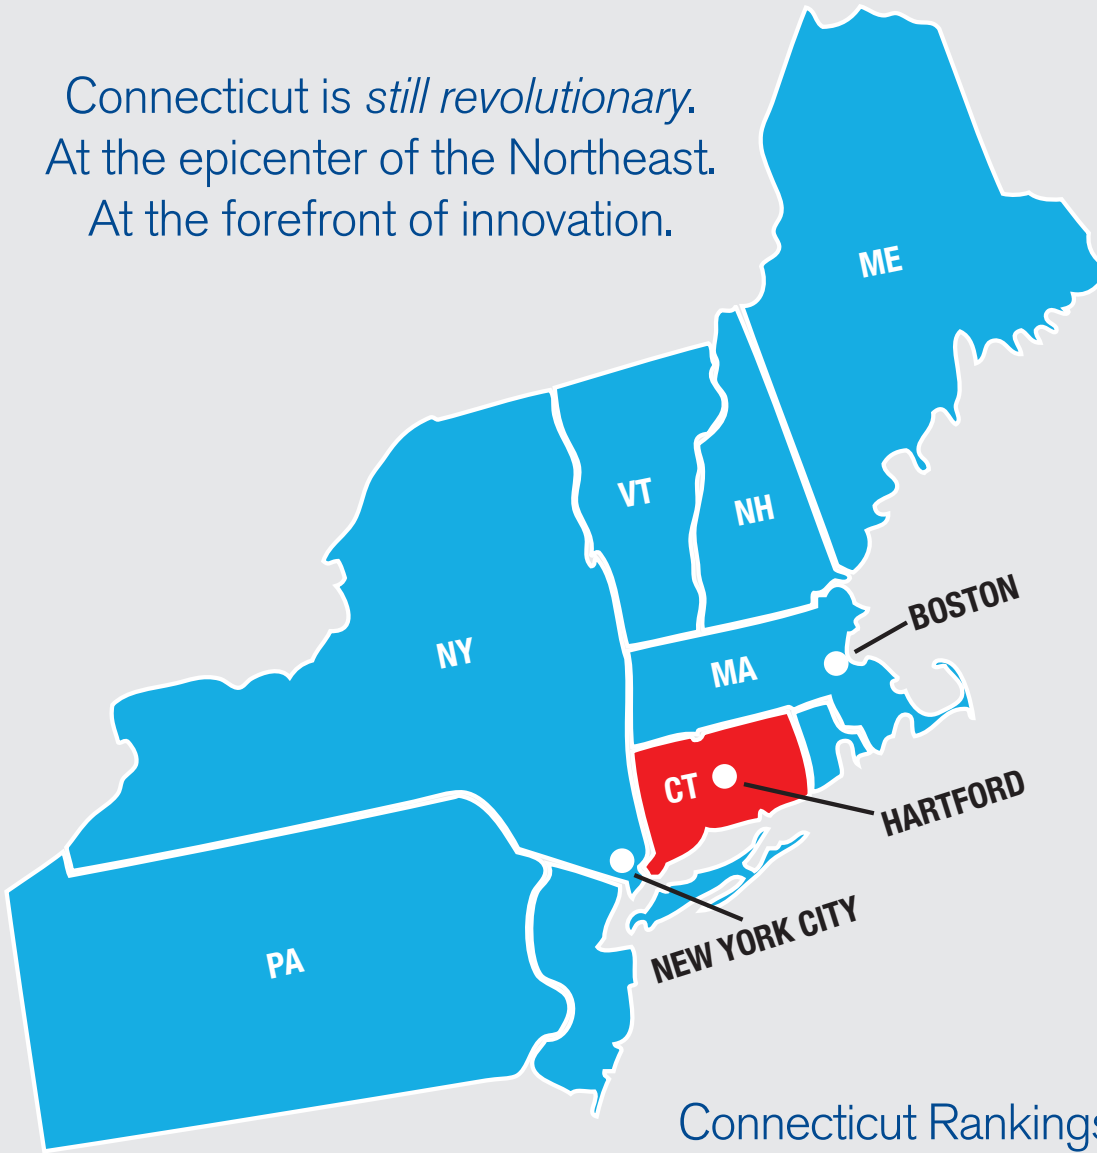 Connecticut is still revolutionary.
At the epicenter of the Northeast.
At the forefront of innovation.
ME
VT
NH
BOSTON
NY
MA
CT
HARTFORD
NEW YORK CITY
PA
Connecticut Rankings